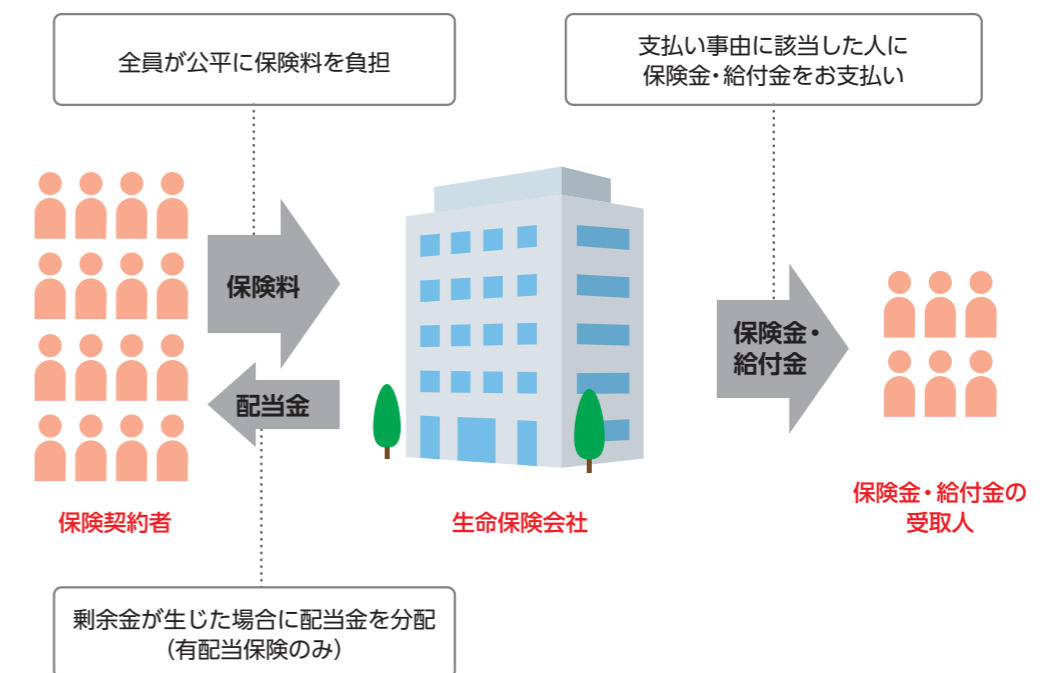 全員が公平に保険料を負担
支払い事由に該当した人に
保険金・給付金をお支払い
保険料
配当金
保険金・
給付金
保険契約者
生命保険会社
保険金・給付金の
受取人
剰余金が生じた場合に配当金を分配
（有配当保険のみ）